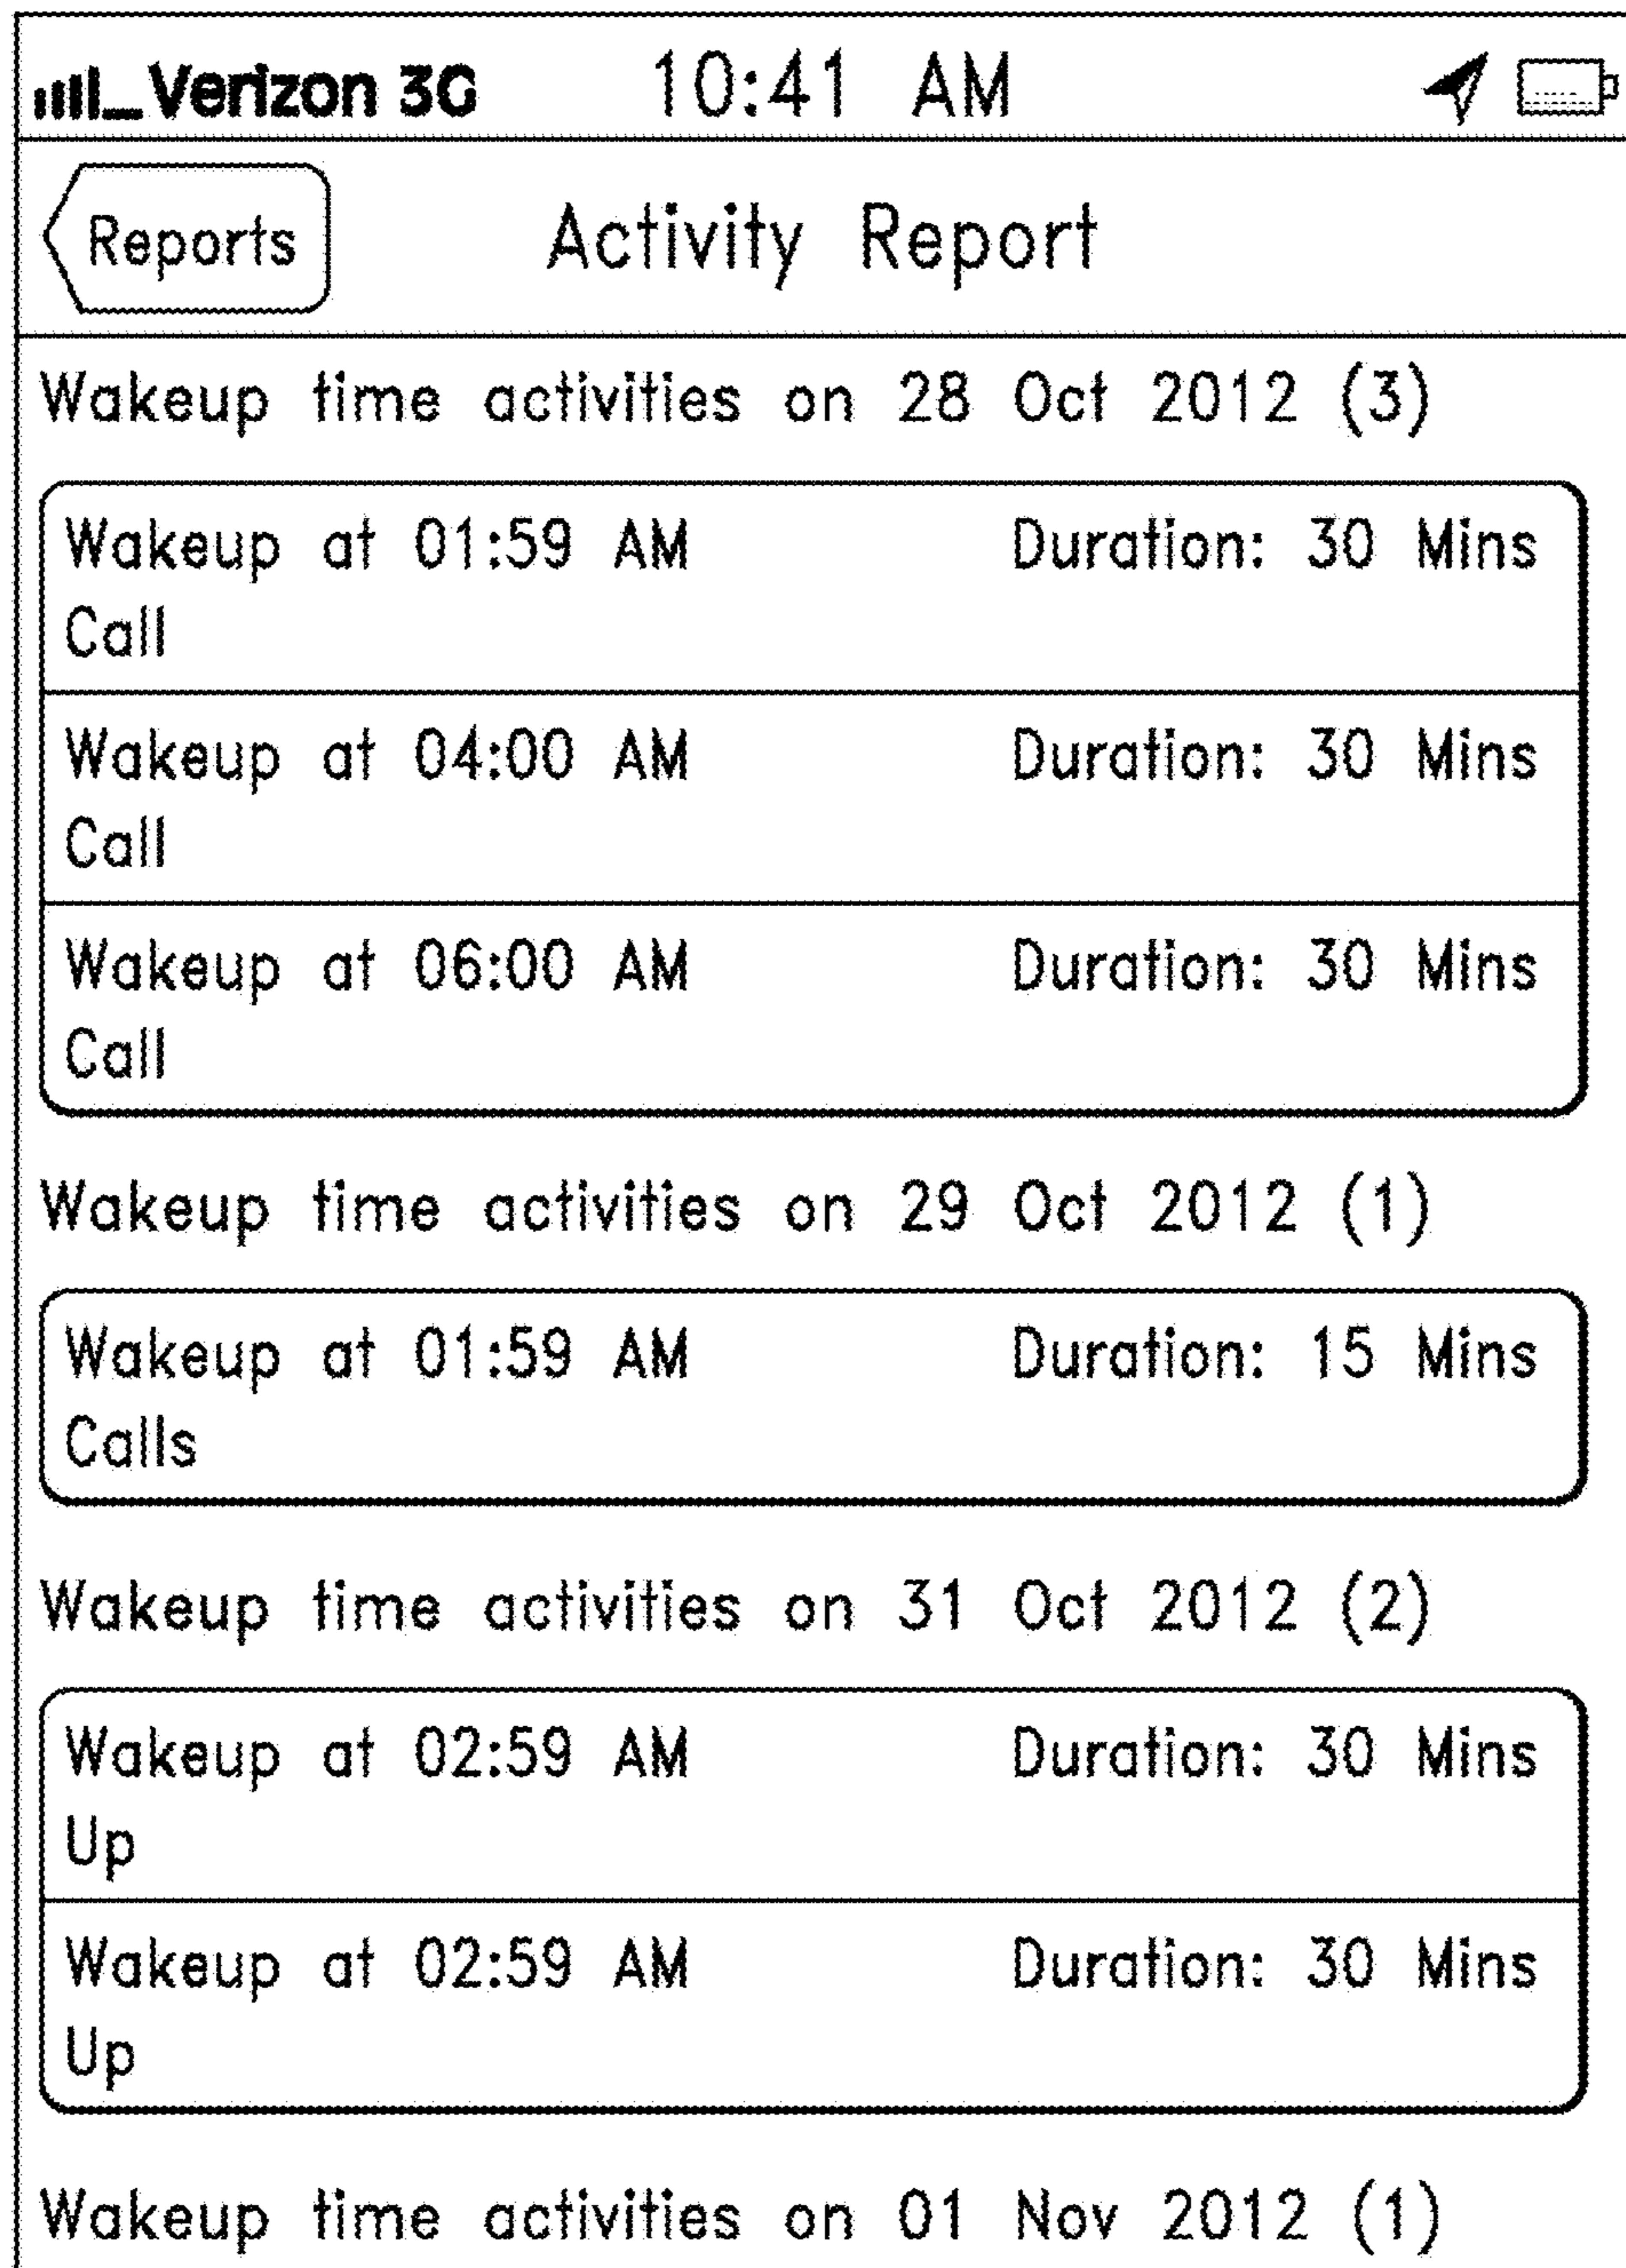 Verizon 3G 10:41 AM
Reports Activity Report
Wakeup time activities on 28 Oct 2012 (3)
Wakeup at 01:59 AM Duration: 30 Mins
Call
Wakeup at 04:00 AM Duration: 30 Mins
Call
Wakeup at 06:00 AM Duration: 30 Mins
Call
Wakeup time activities on 29 Oct 2012 (1)
Wakeup at 01:59 AM Duration: 15 Mins
Calls
Wakeup time activities on 31 Oct 2012 (2)
Wakeup at 02:59 AM Duration: 30 Mins
Up
Wakeup at 02:59 AM Duration: 30 Mins
Up
Wakeup time activities on 01 Nov 2012 (1)